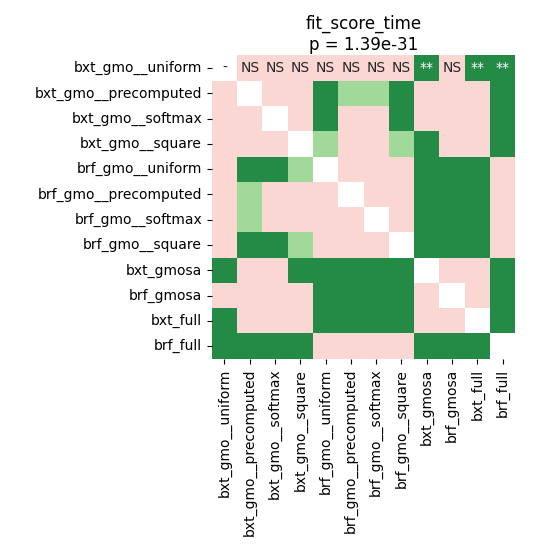 fit_score_time
p = 1.39e-31
bxt_gmo__uniform - NS NS NS NS NS NS NS ** NS ** **
bxt_gmo__precomputed
bxt_gmo__softmax
bxt_gmo__square
brf_gmo__uniform
brf_gmo__precomputed
brf_gmo__softmax
brf_gmo__square
bxt_gmosa
brf_gmosa
bxt_full
brf_full
bxt_gmo__uniform
bxt_gmo__precomputed
bxt_gmo__softmax
bxt_gmo__square
brf_gmo__uniform
brf_gmo__precomputed
brf_gmo__softmax
brf_gmo__square
bxt_gmosa
brf_gmosa
bxt_full
brf_full